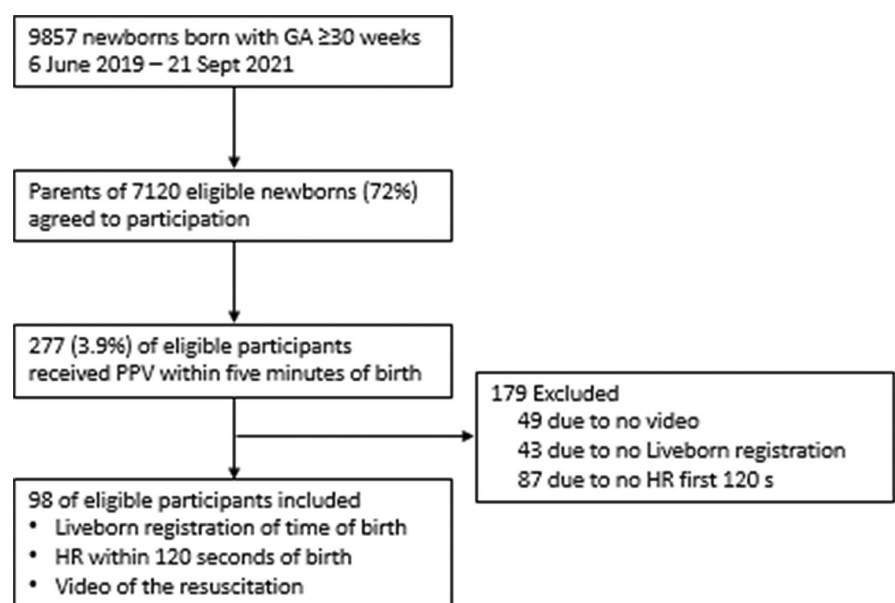 9857 newborns born with GA ≥30 weeks
6 June 2019 – 21 Sept 2021
Parents of 7120 eligible newborns (72%)
agreed to participation
277 (3.9%) of eligible participants
received PPV within five minutes of birth
179 Excluded
49 due to no video
43 due to no Liveborn registration
87 due to no HR first 120 s
98 of eligible participants included
• Liveborn registration of time of birth
• HR within 120 seconds of birth
• Video of the resuscitation